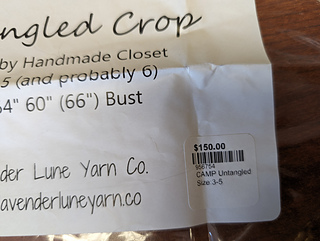 ngled Crop
by Handmade Closet
5 (and probably 6)
54" 60" (66") Bust
der Lune Yarn Co.
avenderluneyarn.co
$150.00
CAMP Untangled
Size 3-5